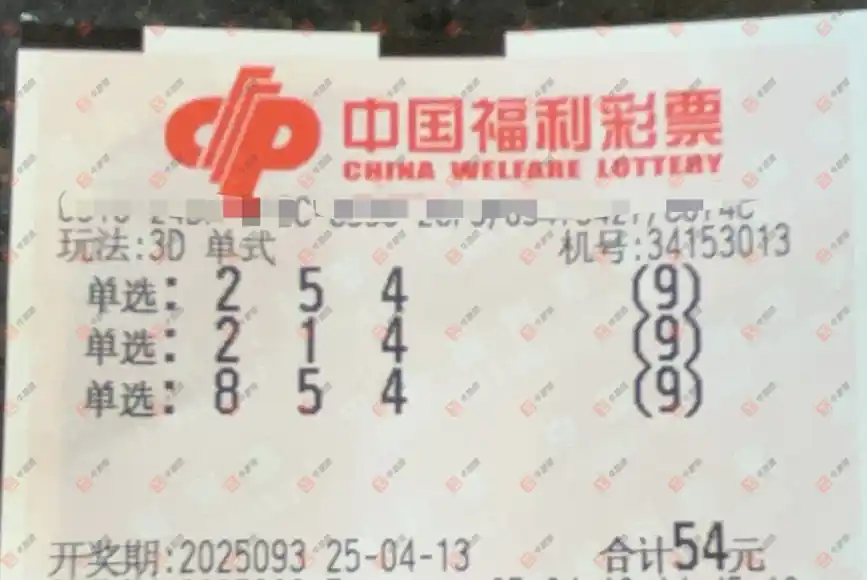 中国福利彩票
CHINA WELFARE LOTTERY
玩法:3D 单式 机号:34153013
单选: 2 5 4 (9)
单选: 2 1 4 (9)
单选: 8 5 4 (9)
开奖期:2025093 25-04-13 合计54元